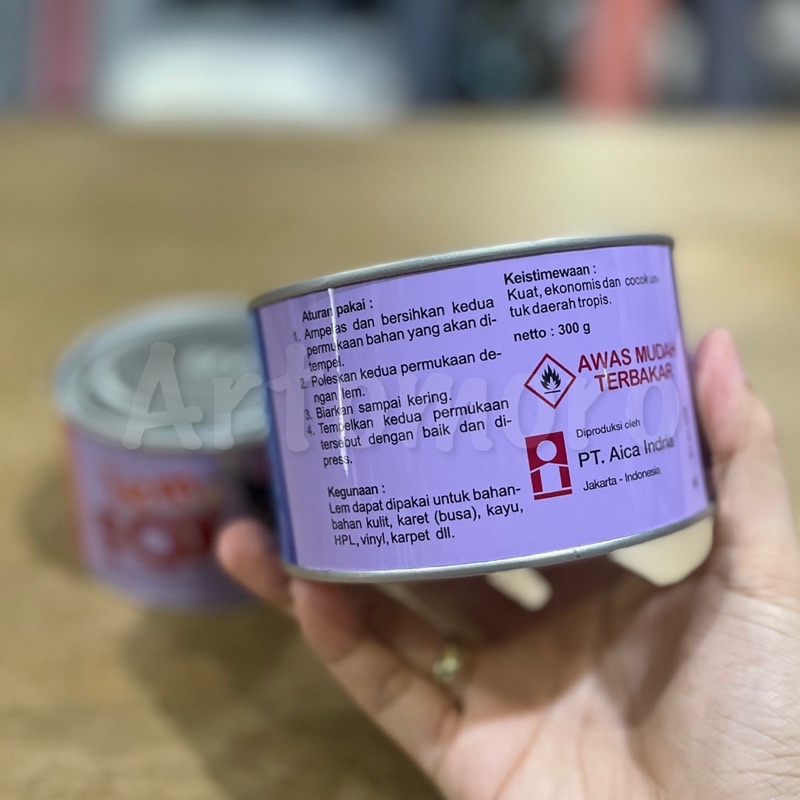 Aturan pakai :
1. Ampelas dan bersihkan kedua
permukaan bahan yang akan di-
tempel.
2. Poleskan kedua permukaan de-
ngan lem.
3. Biarkan sampai kering.
4. Tempelkan kedua permukaan
tersebut dengan baik dan di-
press.
Kegunaan :
Lem dapat dipakai untuk bahan-
bahan kulit, karet (busa), kayu,
HPL, vinyl, karpet dll.
Keistimewaan :
Kuat, ekonomis dan cocok un-
tuk daerah tropis.
netto : 300 g
AWAS MUDAH
TERBAKAR
Diproduksi oleh
PT. Aica Indria
Jakarta - Indonesia
Artemoro
Lem
FOX